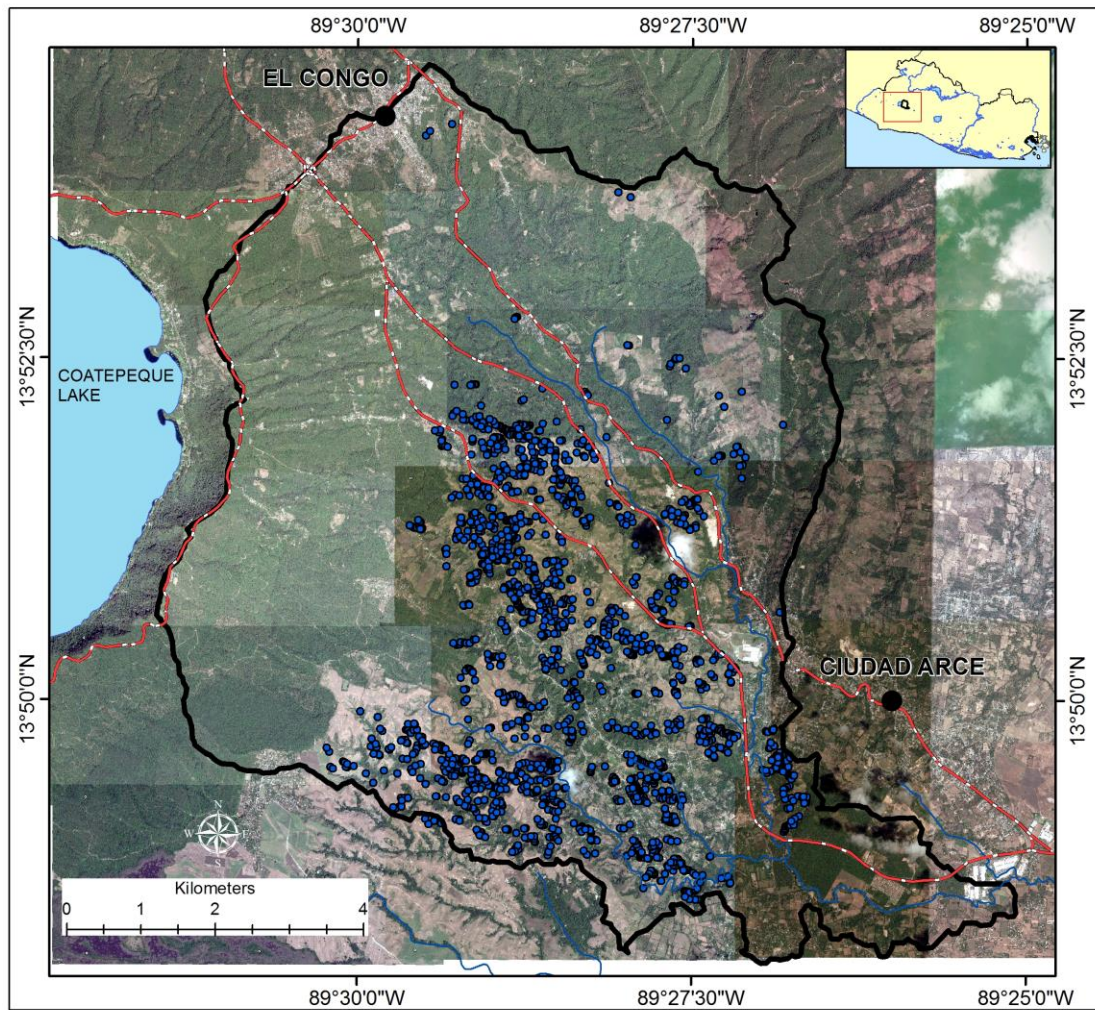 89°30'0"W 89°27'30"W 89°25'0"W
EL CONGO
13°52'30"N
13°52'30"N
COATEPEQUE
LAKE
CIUDAD ARCE
13°50'0"N
13°50'0"N
N
W E
S
Kilometers
0 1 2 4
89°30'0"W 89°27'30"W 89°25'0"W